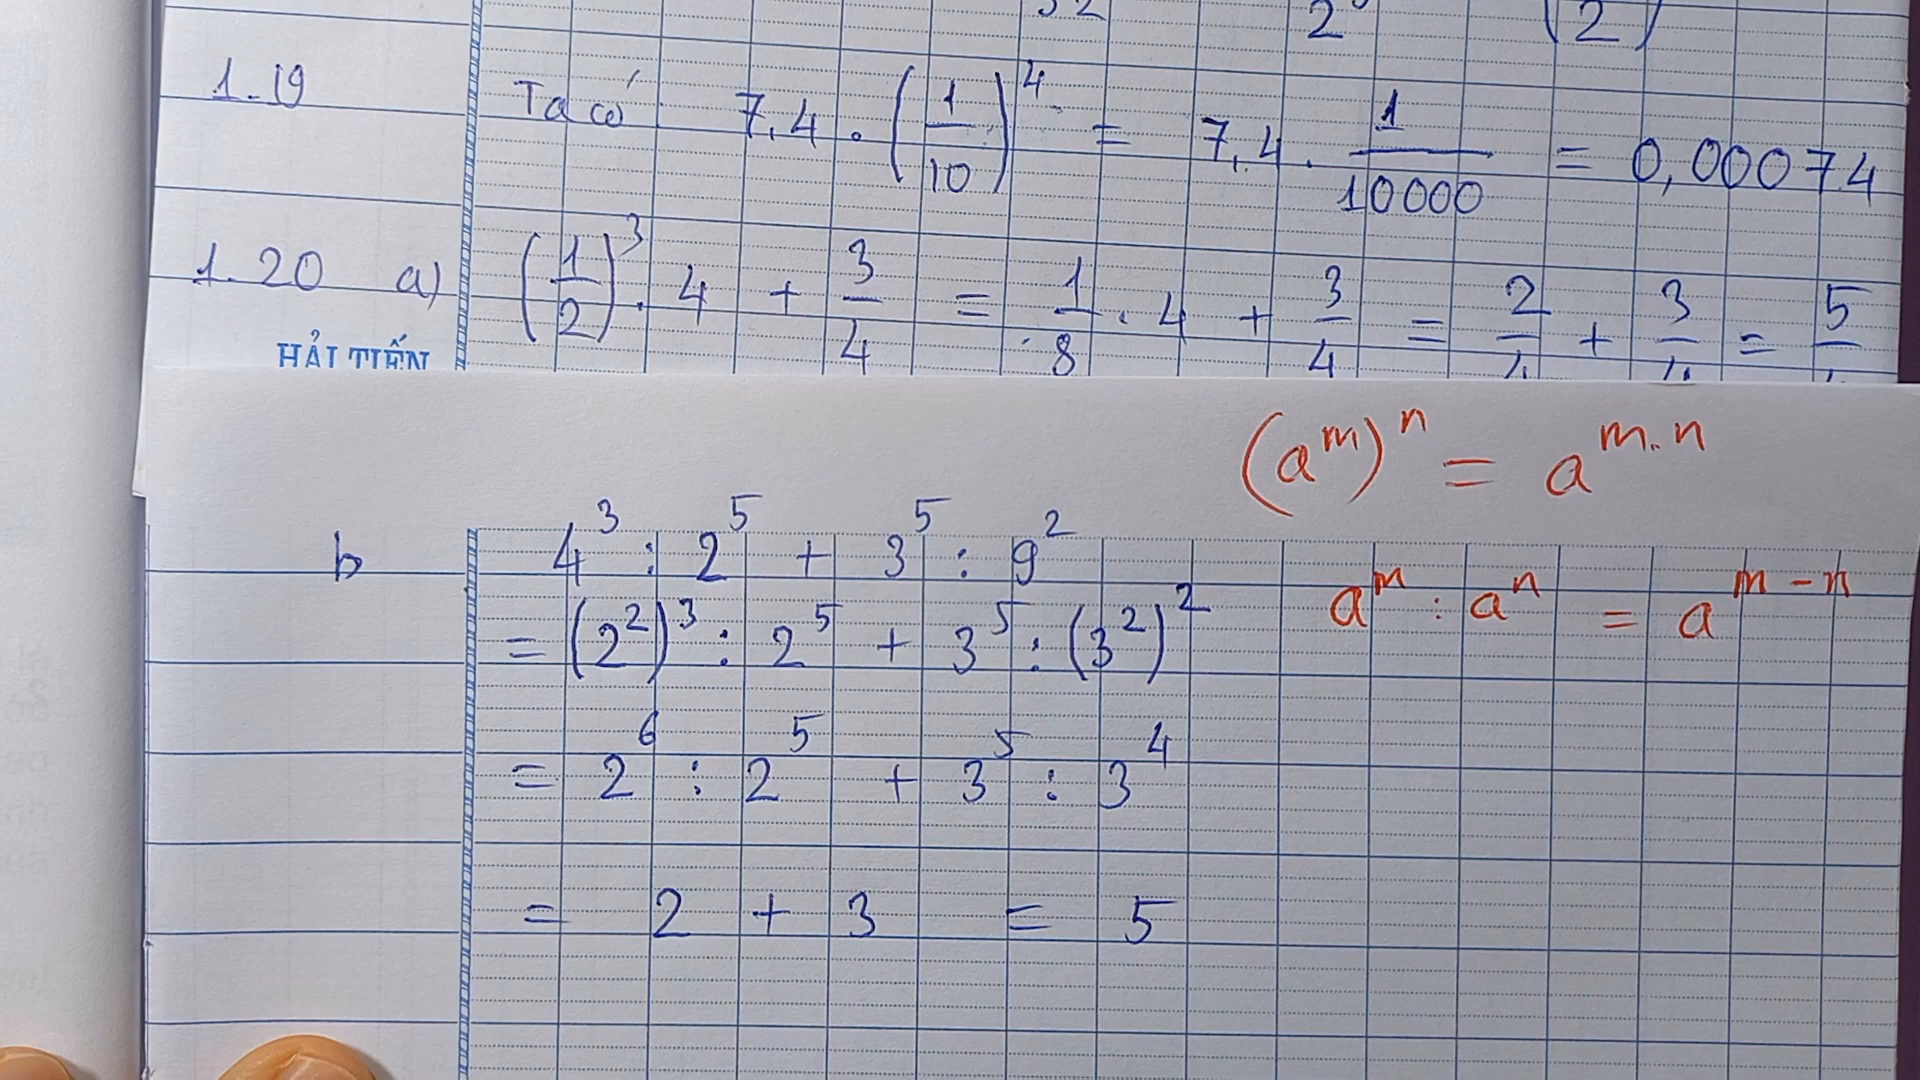 1.19 Ta có 7,4 . (1/10)^4 = 7,4 . 1/10000 = 0,00074
1.20 a) (1/2)^3 . 4 + 3/4 = 1/8 . 4 + 3/4 = 2/4 + 3/4 = 5/
HẢI TIẾN
(a^m)^n = a^(m.n)
b 4^3 : 2^5 + 3^5 : 9^2
a^m : a^n = a^(m-n)
= (2^2)^3 : 2^5 + 3^5 : (3^2)^2
= 2^6 : 2^5 + 3^5 : 3^4
= 2 + 3 = 5